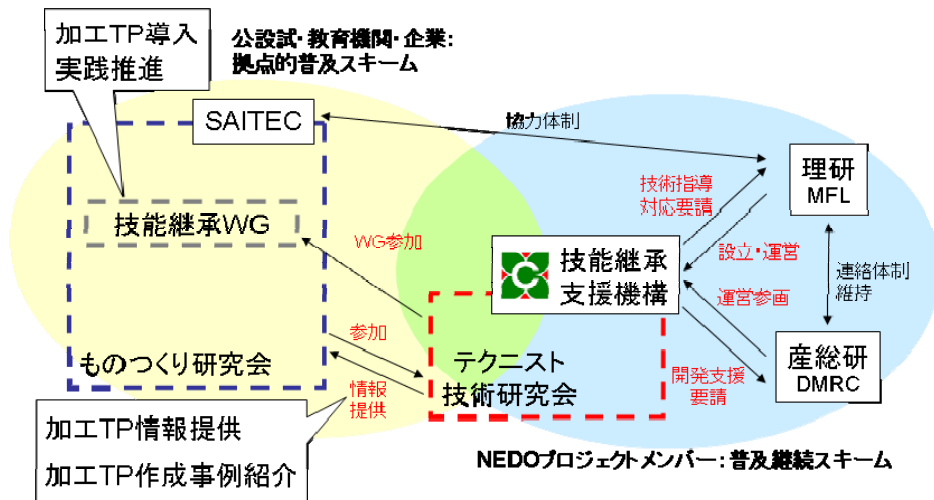 加工TP導入
実践推進
公設試・教育機関・企業:
拠点的普及スキーム
SAITEC
協力体制
理研
MFL
技術指導
対応要請
技能継承WG
WG参加
設立・運営
技能継承
支援機構
連絡体制
維持
運営参画
参加
テクニスト
技術研究会
ものつくり研究会
産総研
DMRC
情報
提供
開発支援
要請
加工TP情報提供
加工TP作成事例紹介
NEDOプロジェクトメンバー:普及継続スキーム